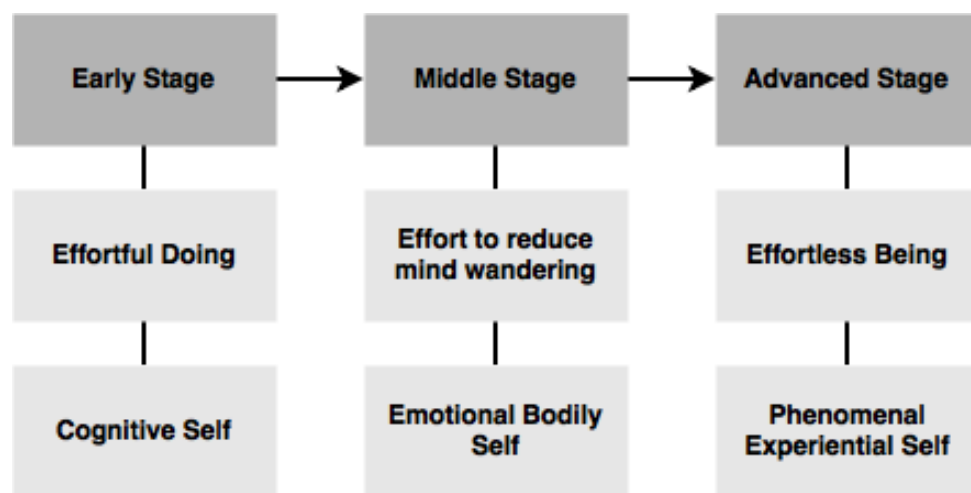 Early Stage
Middle Stage
Advanced Stage
Effortful Doing
Effort to reduce
mind wandering
Effortless Being
Cognitive Self
Emotional Bodily
Self
Phenomenal
Experiential Self